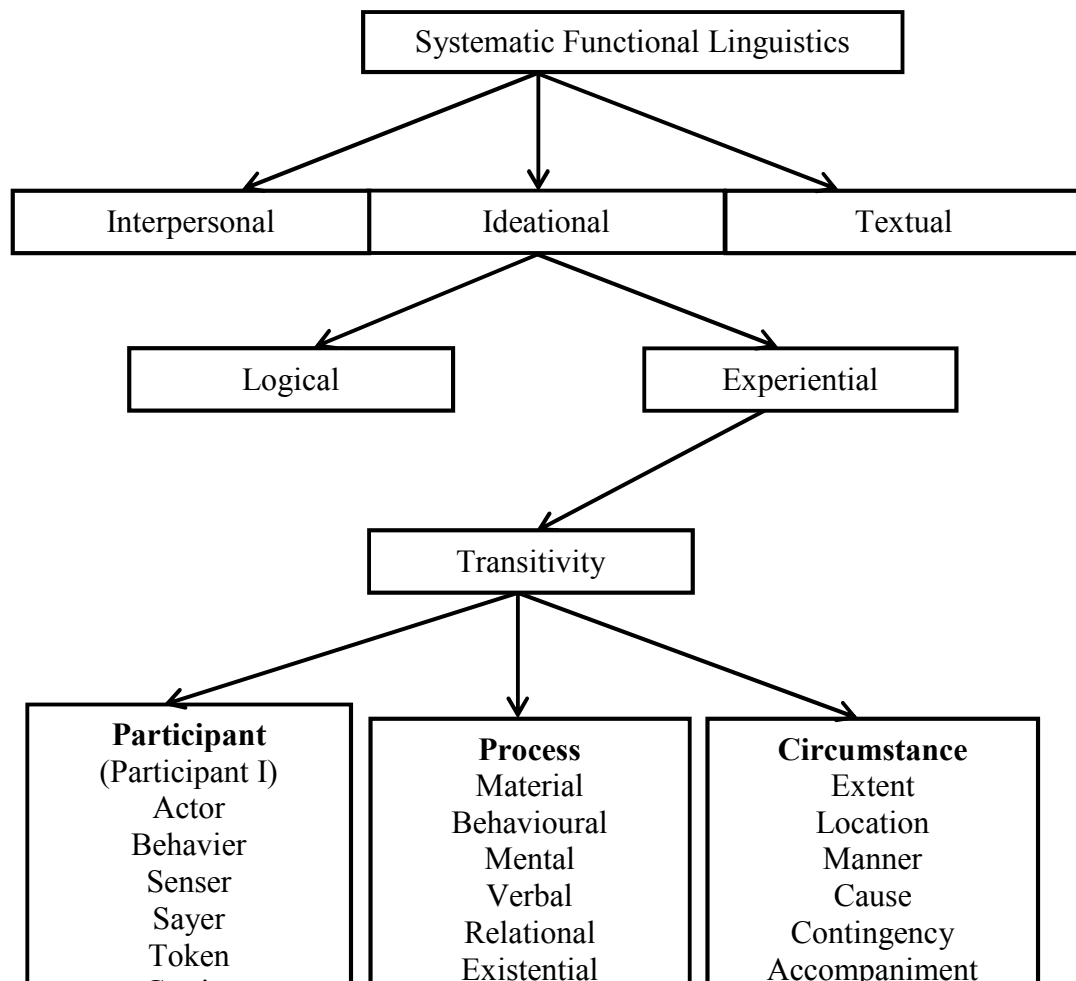 Systematic Functional Linguistics
Interpersonal
Ideational
Textual
Logical
Experiential
Transitivity
Participant
(Participant I)
Actor
Behavier
Senser
Sayer
Token
Process
Material
Behavioural
Mental
Verbal
Relational
Existential
Circumstance
Extent
Location
Manner
Cause
Contingency
Accompaniment